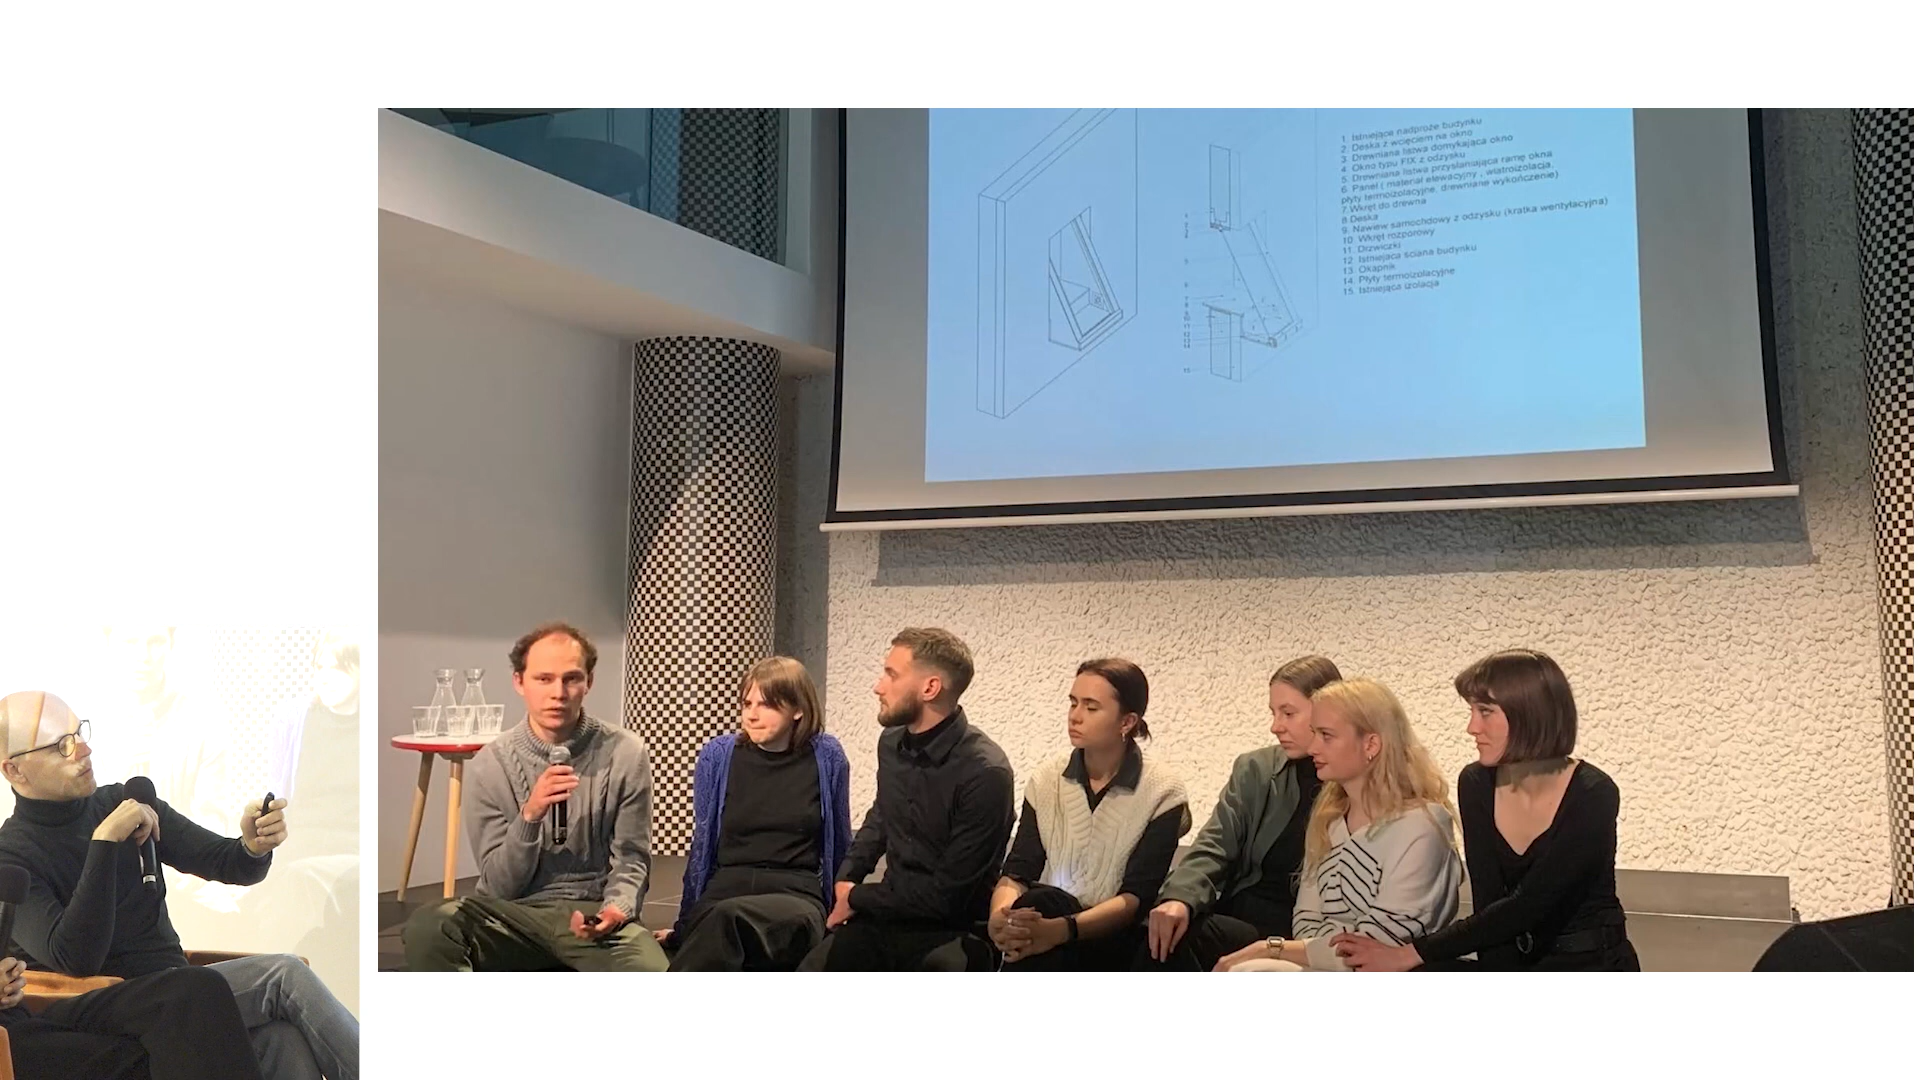 1. Istniejące nadproże budynku
2. Deska z wcięciem na okno
3. Drewniana listwa domykająca okno
4. Okno typu FIX z odzysku
5. Drewniana listwa przysłaniająca ramę okna
6. Panel ( materiał elewacyjny , wiatroizolacja,
płyty termoizolacyjne, drewniane wykończenie)
7. Wkręt do drewna
8.Deska
9. Nawiew samochdowy z odzysku (kratka wentylacyjna)
10. Wkręt rozporowy
11. Drzwiczki
12. Istniejaca ściana budynku
13. Okapnik
14. Płyty termoizolacyjne
15. Istniejąca izolacja